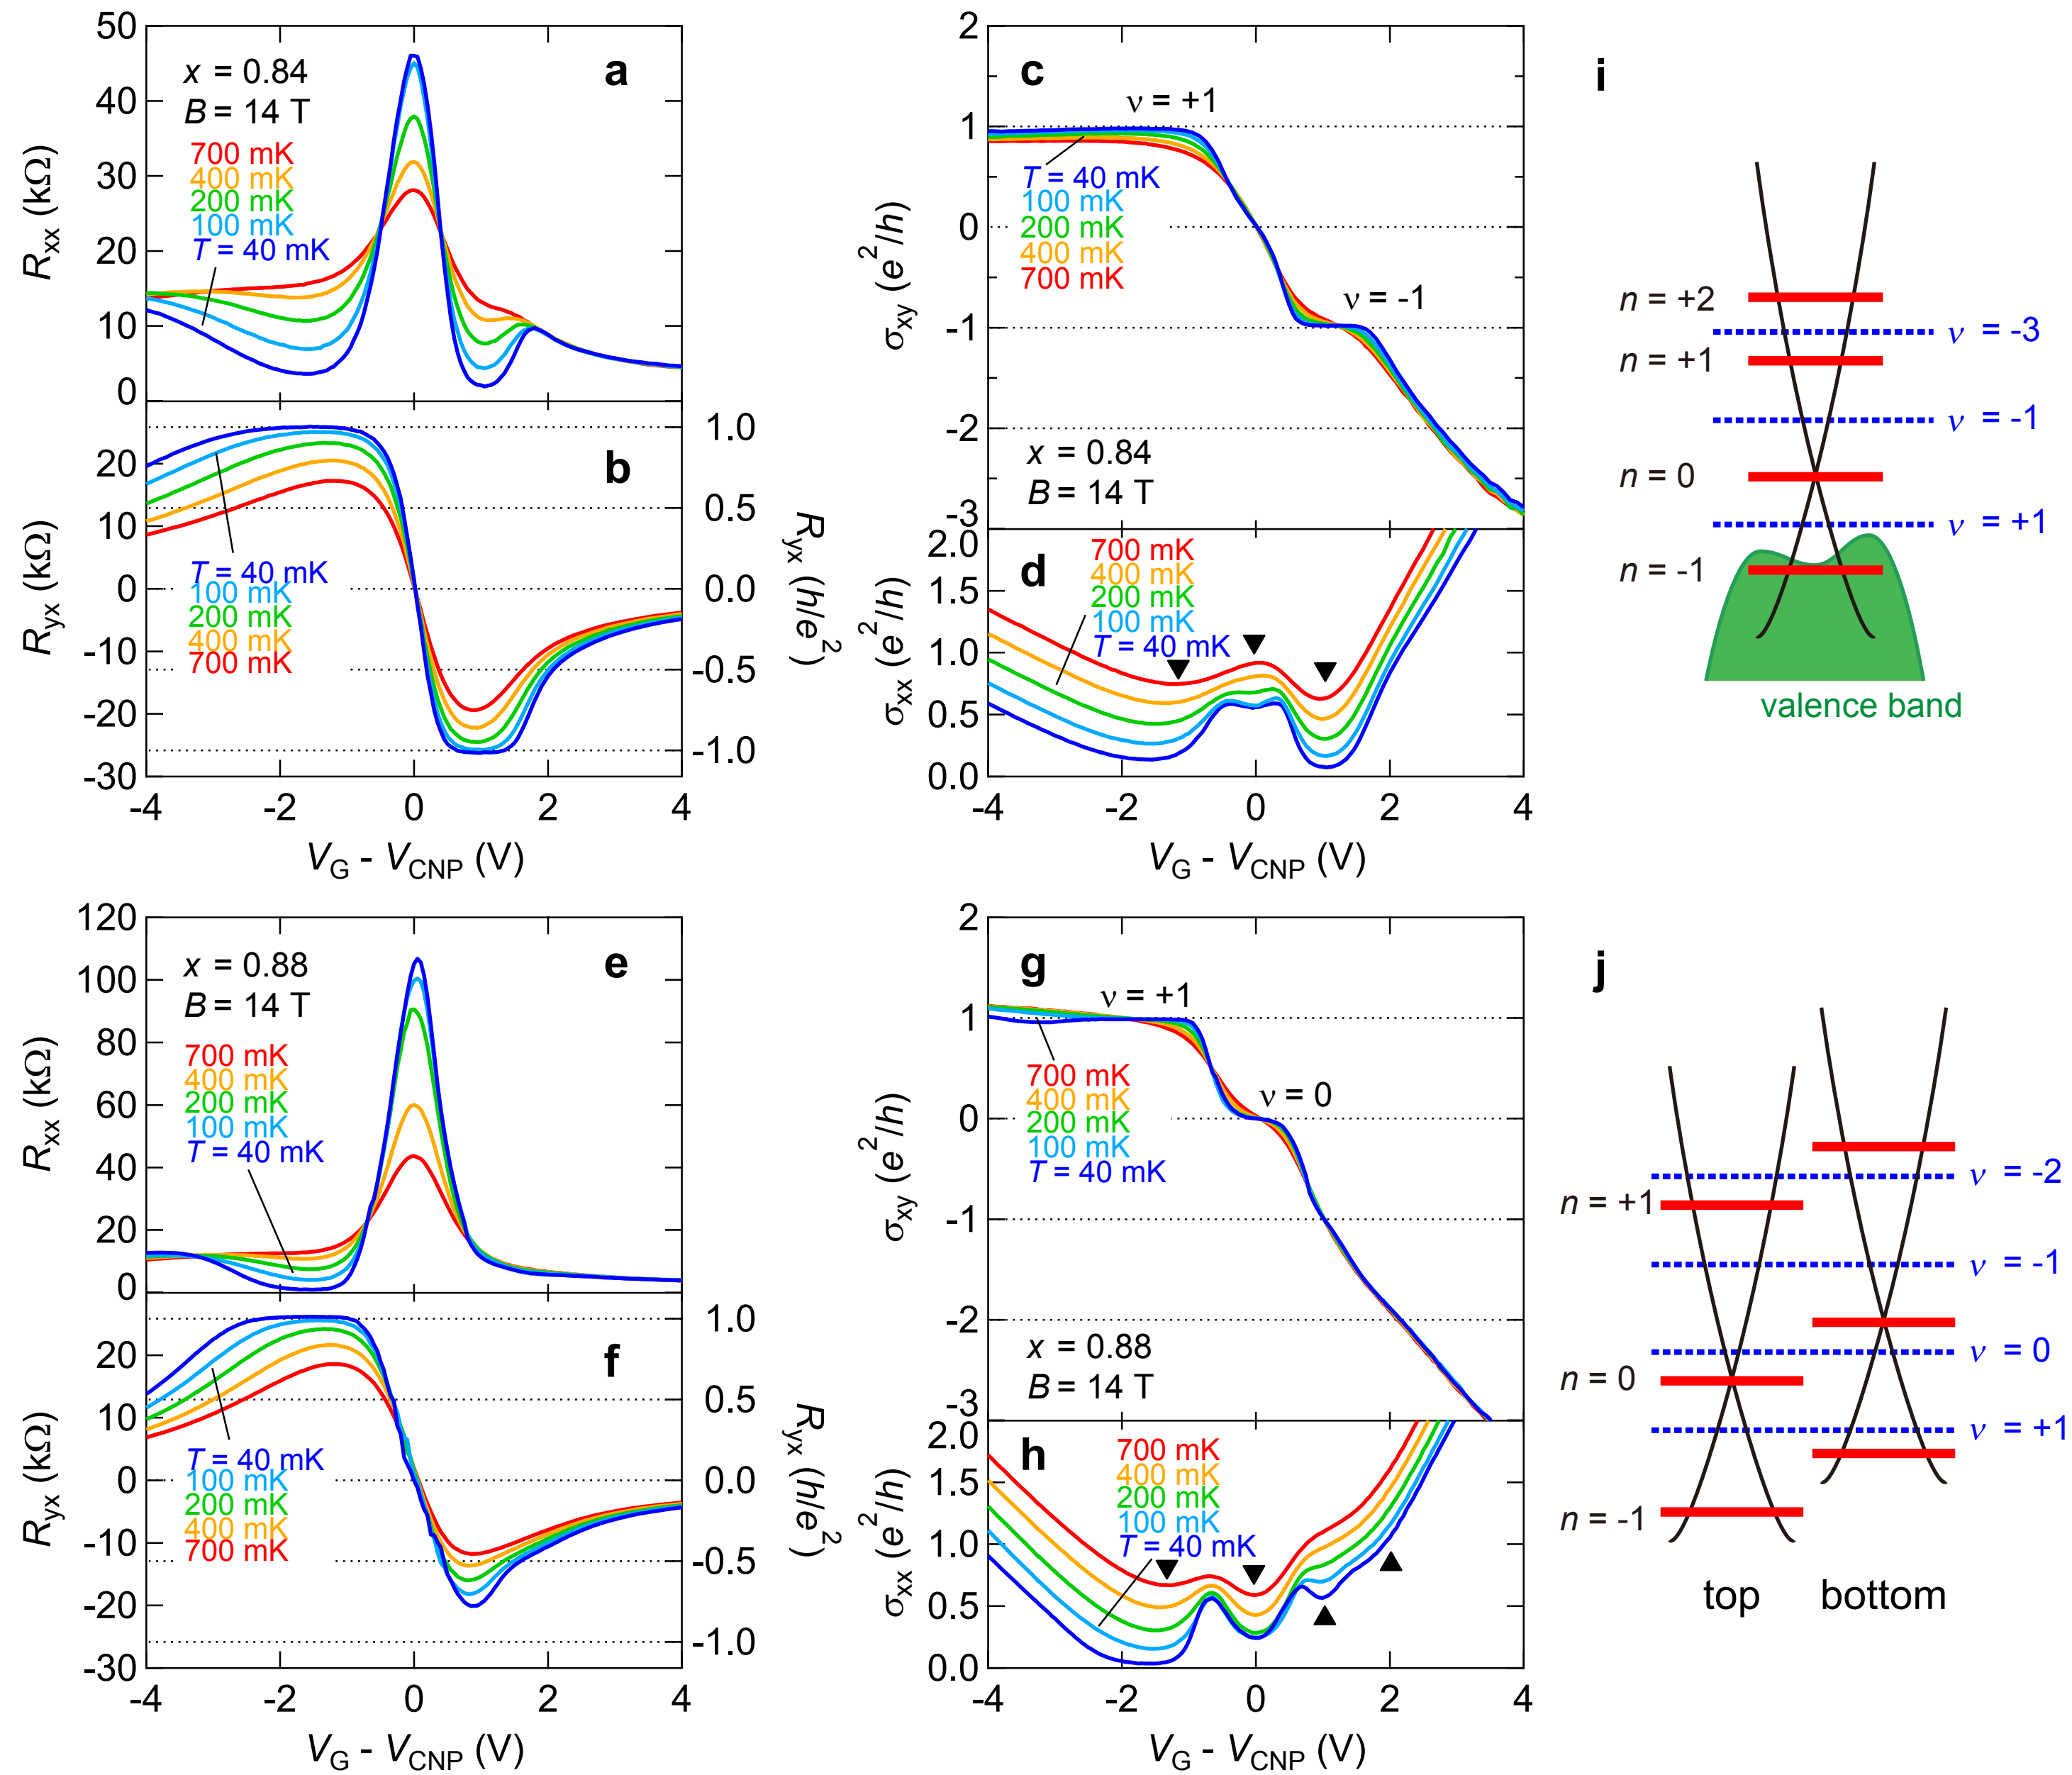 a
x = 0.84
B = 14 T
700 mK
400 mK
200 mK
100 mK
T = 40 mK
50
40
30
20
10
0
Rxx (kΩ)
b
T = 40 mK
100 mK
200 mK
400 mK
700 mK
20
10
0
-10
-20
-30
Ryx (kΩ)
1.0
0.5
0.0
-0.5
-1.0
Ryx (h/e2)
-4 -2 0 2 4
VG - VCNP (V)
c
ν = +1
T = 40 mK
100 mK
200 mK
400 mK
700 mK
ν = -1
x = 0.84
B = 14 T
2
1
0
-1
-2
-3
σxy (e2/h)
d
700 mK
400 mK
200 mK
100 mK
T = 40 mK
2.0
1.5
1.0
0.5
0.0
σxx (e2/h)
-4 -2 0 2 4
VG - VCNP (V)
i
n = +2
ν = -3
n = +1
ν = -1
n = 0
ν = +1
n = -1
valence band
e
x = 0.88
B = 14 T
700 mK
400 mK
200 mK
100 mK
T = 40 mK
120
100
80
60
40
20
0
Rxx (kΩ)
f
T = 40 mK
100 mK
200 mK
400 mK
700 mK
20
10
0
-10
-20
-30
Ryx (kΩ)
1.0
0.5
0.0
-0.5
-1.0
Ryx (h/e2)
-4 -2 0 2 4
VG - VCNP (V)
g
ν = +1
700 mK
400 mK
200 mK
100 mK
T = 40 mK
ν = 0
x = 0.88
B = 14 T
2
1
0
-1
-2
-3
σxy (e2/h)
h
700 mK
400 mK
200 mK
100 mK
T = 40 mK
2.0
1.5
1.0
0.5
0.0
σxx (e2/h)
-4 -2 0 2 4
VG - VCNP (V)
j
ν = -2
n = +1
ν = -1
ν = 0
n = 0
ν = +1
n = -1
top bottom